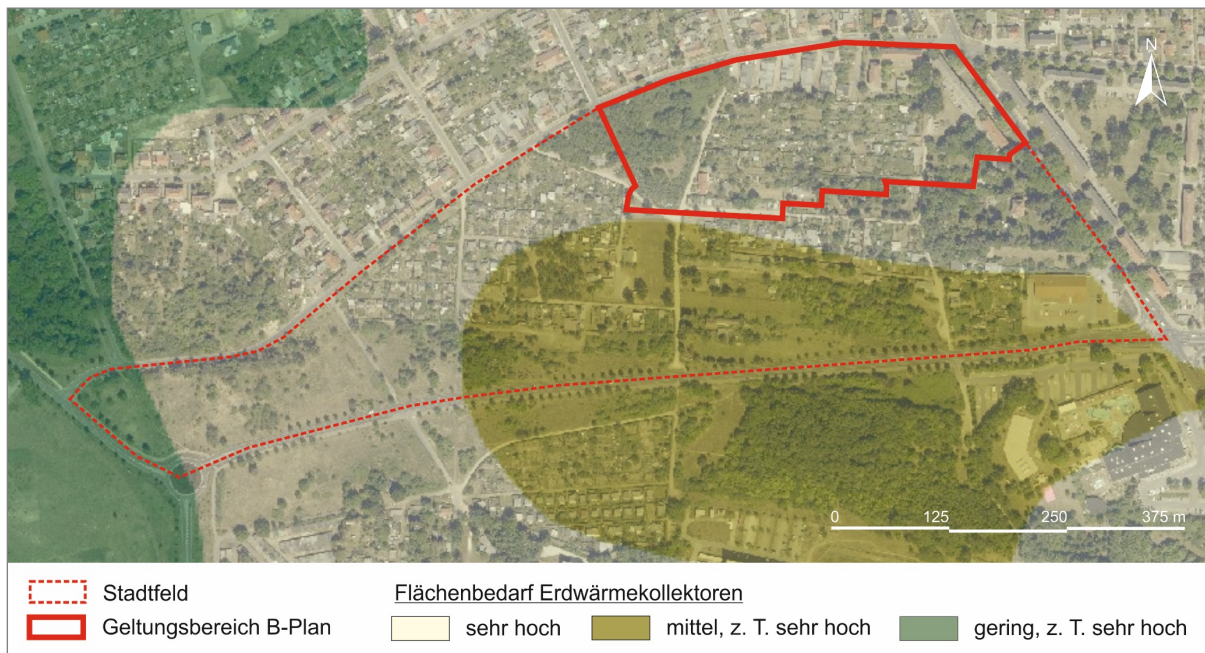 N
0 125 250 375 m
Stadtfeld
Flächenbedarf Erdwärmekollektoren
Geltungsbereich B-Plan
sehr hoch
mittel, z. T. sehr hoch
gering, z. T. sehr hoch